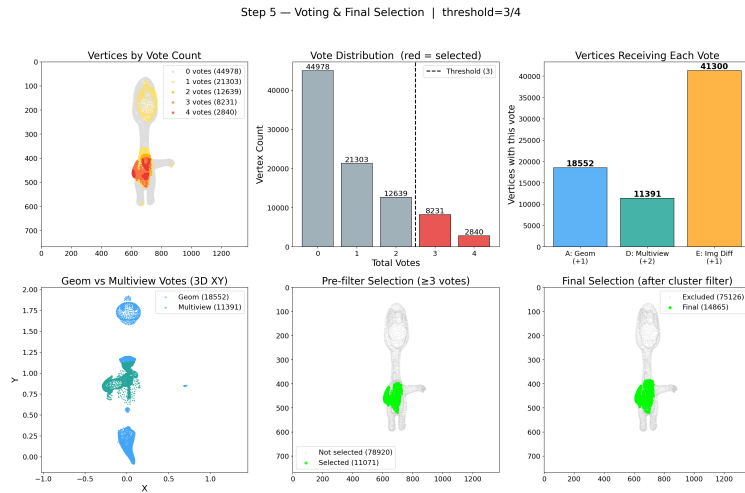 Step 5 — Voting & Final Selection | threshold=3/4
Vertices by Vote Count
0 votes (44978)
1 votes (21303)
2 votes (12639)
3 votes (8231)
4 votes (2840)
0
100
200
300
400
500
600
700
0 200 400 600 800 1000 1200
Vote Distribution (red = selected)
Threshold (3)
44978
21303
12639
8231
2840
Vertex Count
40000
30000
20000
10000
0
0 1 2 3 4
Total Votes
Vertices Receiving Each Vote
41300
18552
11391
Vertices with this vote
40000
35000
30000
25000
20000
15000
10000
5000
0
A: Geom
(+1)
D: Multiview
(+2)
E: Img Diff
(+1)
Geom vs Multiview Votes (3D XY)
Geom (18552)
Multiview (11391)
Y
2.00
1.75
1.50
1.25
1.00
0.75
0.50
0.25
0.00
−1.0 −0.5 0.0 0.5 1.0
X
Pre-filter Selection (≥3 votes)
0
100
200
300
400
500
600
700
Not selected (78920)
Selected (11071)
0 200 400 600 800 1000 1200
Final Selection (after cluster filter)
Excluded (75126)
Final (14865)
0
100
200
300
400
500
600
700
0 200 400 600 800 1000 1200